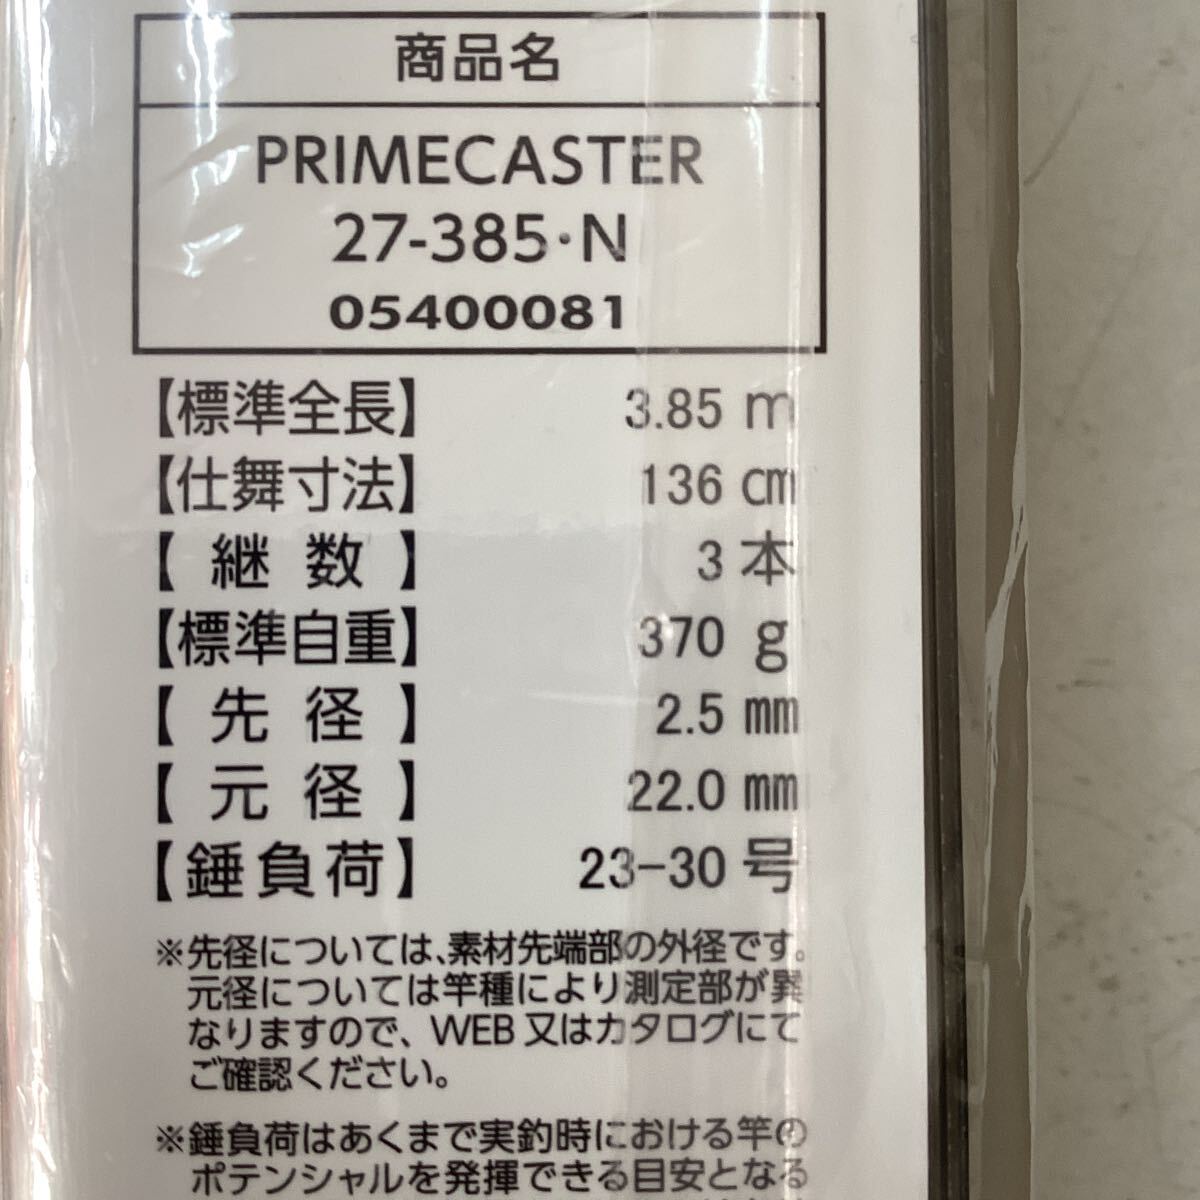 商品名
PRIMECASTER
27-385・N
05400081
【標準全長】 3.85 m
【仕舞寸法】 136 cm
【継数】 3 本
【標準自重】 370 g
【先径】 2.5 mm
【元径】 22.0 mm
【錘負荷】 23-30 号
※先径については、素材先端部の外径です。
元径については竿種により測定部が異
なりますので、WEB又はカタログにて
ご確認ください。
※錘負荷はあくまで実釣時における竿の
ポテンシャルを発揮できる目安となる